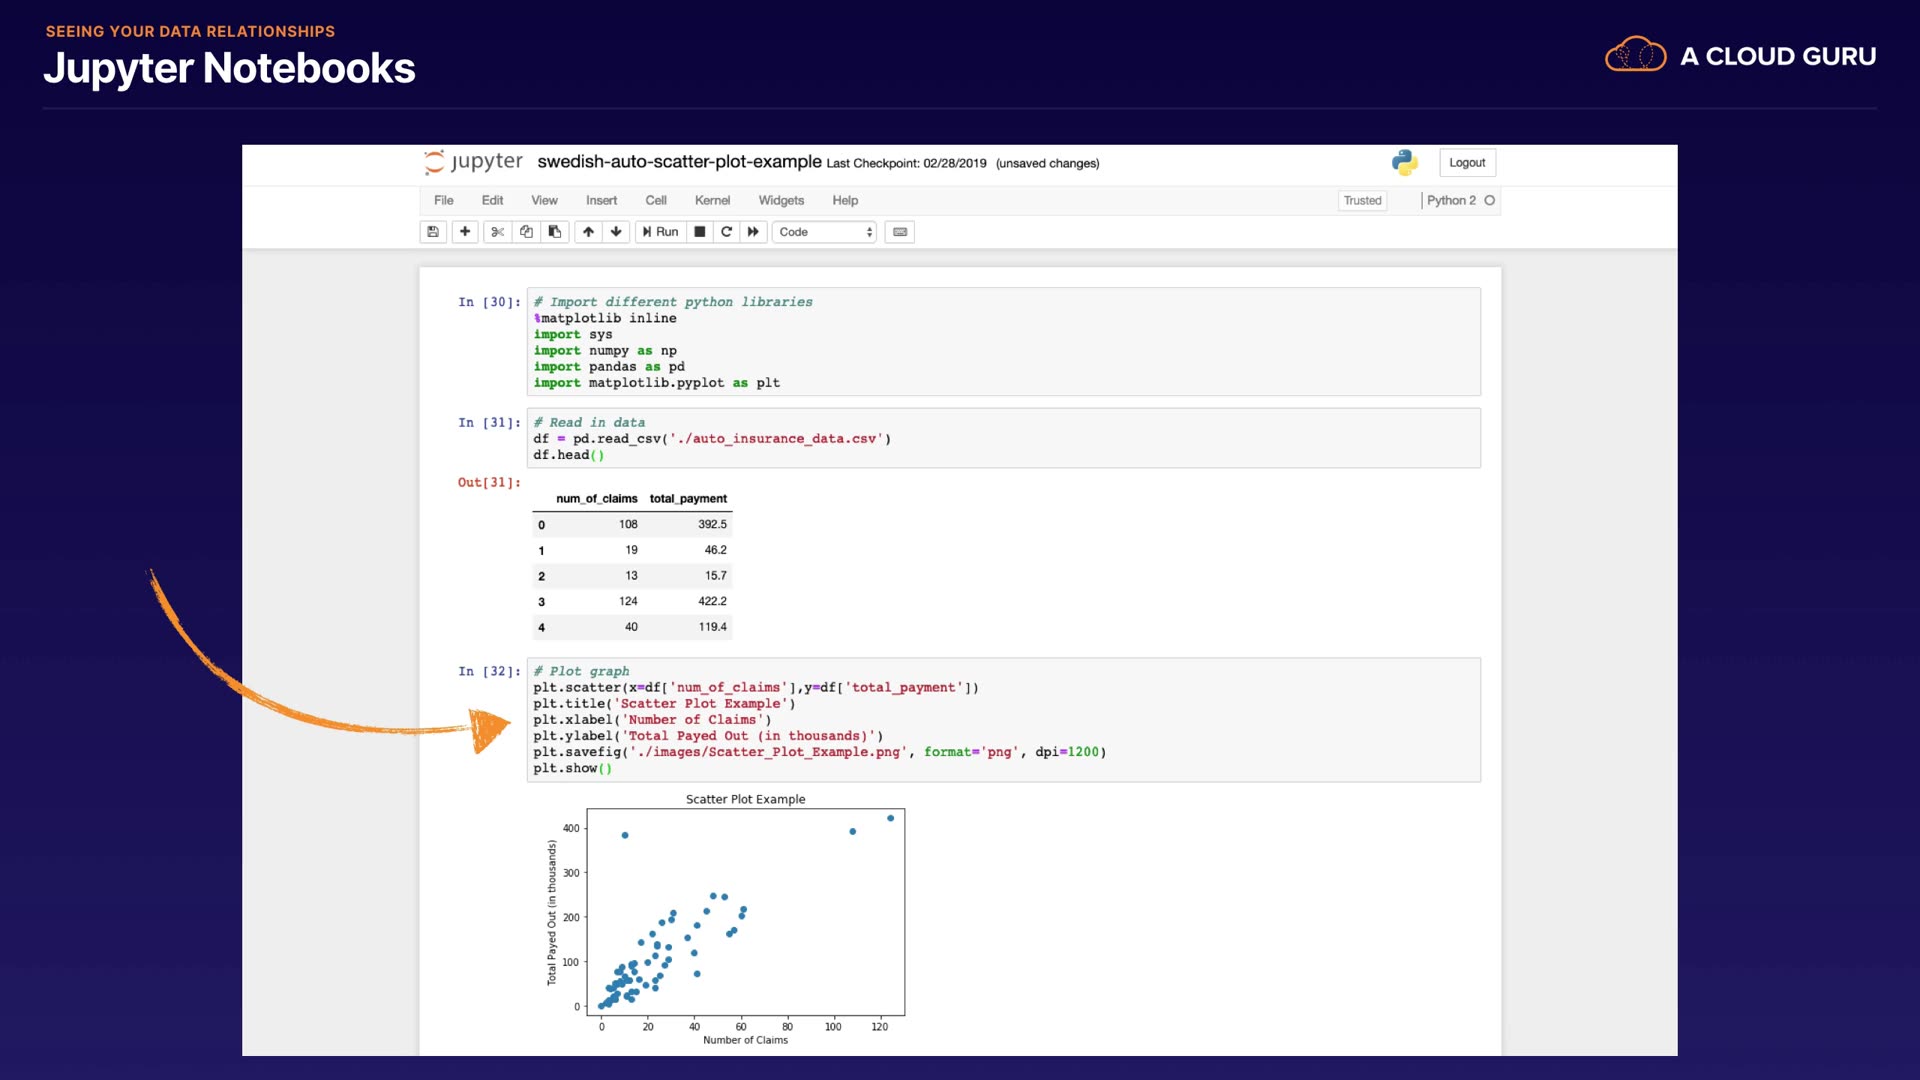 SEEING YOUR DATA RELATIONSHIPS
Jupyter Notebooks
A CLOUD GURU
jupyter swedish-auto-scatter-plot-example Last Checkpoint: 02/28/2019 (unsaved changes)
Logout
File Edit View Insert Cell Kernel Widgets Help
Trusted
Python 2
Run
Code
In [30]: # Import different python libraries
%matplotlib inline
import sys
import numpy as np
import pandas as pd
import matplotlib.pyplot as plt
In [31]: # Read in data
df = pd.read_csv('./auto_insurance_data.csv')
df.head()
Out[31]:
num_of_claims total_payment
0 108 392.5
1 19 46.2
2 13 15.7
3 124 422.2
4 40 119.4
In [32]: # Plot graph
plt.scatter(x=df['num_of_claims'],y=df['total_payment'])
plt.title('Scatter Plot Example')
plt.xlabel('Number of Claims')
plt.ylabel('Total Payed Out (in thousands)')
plt.savefig('./images/Scatter_Plot_Example.png', format='png', dpi=1200)
plt.show()
Scatter Plot Example
Total Payed Out (in thousands)
400
300
200
100
0
0 20 40 60 80 100 120
Number of Claims